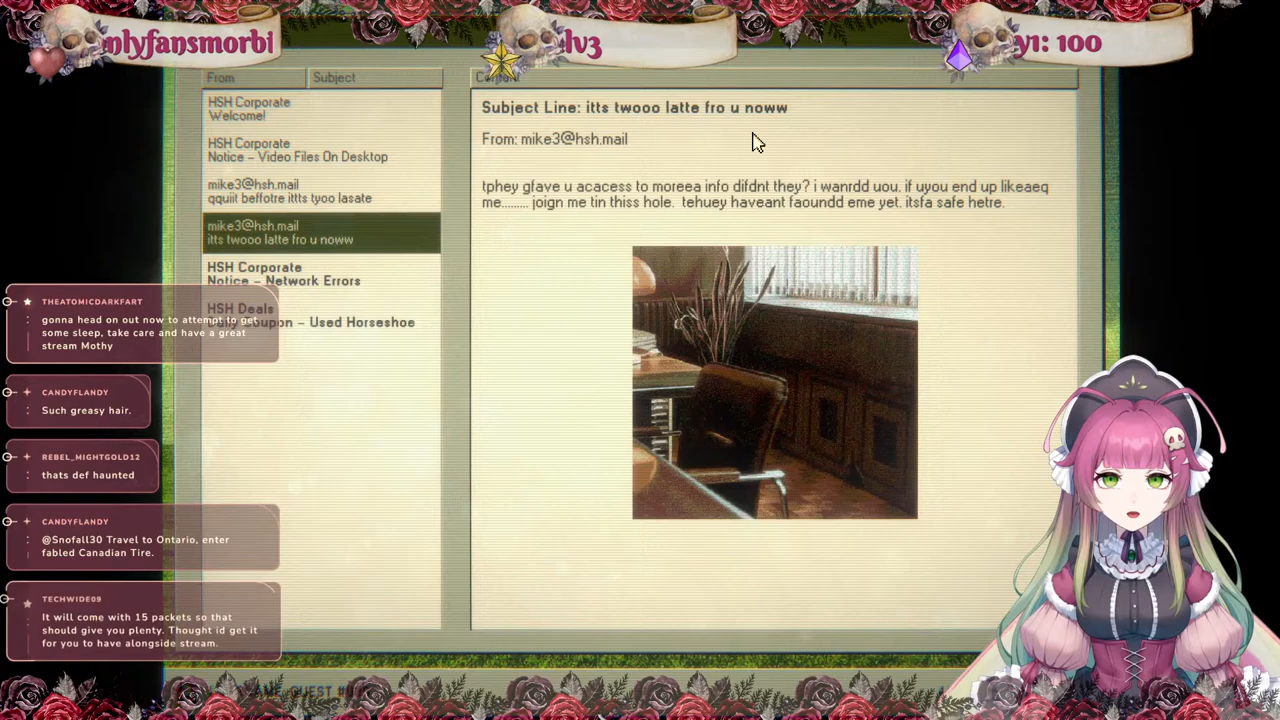 nlyfansmorbi
lv3
y1: 100
From
Subject
HSH Corporate
Welcome!
HSH Corporate
Notice – Video Files On Desktop
mike3@hsh.mail
qquiit beffotre ittts tyoo lasate
mike3@hsh.mail
itts twooo latte fro u noww
HSH Corporate
Notice – Network Errors
HSH Deals
– Used Horseshoe
Subject Line: itts twooo latte fro u noww
From: mike3@hsh.mail
tphey gfave u ccacess to moreea info difdnt they? i wandd uou. if uyou end up likeaeq
me........ joign me tin thiss hole. tehuey haveant faoundd eme yet. itsfa safe hetre.
THEATOMICDARKFART
gonna head on out now to attempt to get
some sleep, take care and have a great
stream Mothy
CANDYFLANDY
Such greasy hair.
REBEL_MIGHTGOLD12
thats def haunted
CANDYFLANDY
@Snofall30 Travel to Ontario, enter
fabled Canadian Tire.
TECHWIDE09
It will come with 15 packets so that
should give you plenty. Thought id get it
for you to have alongside stream.